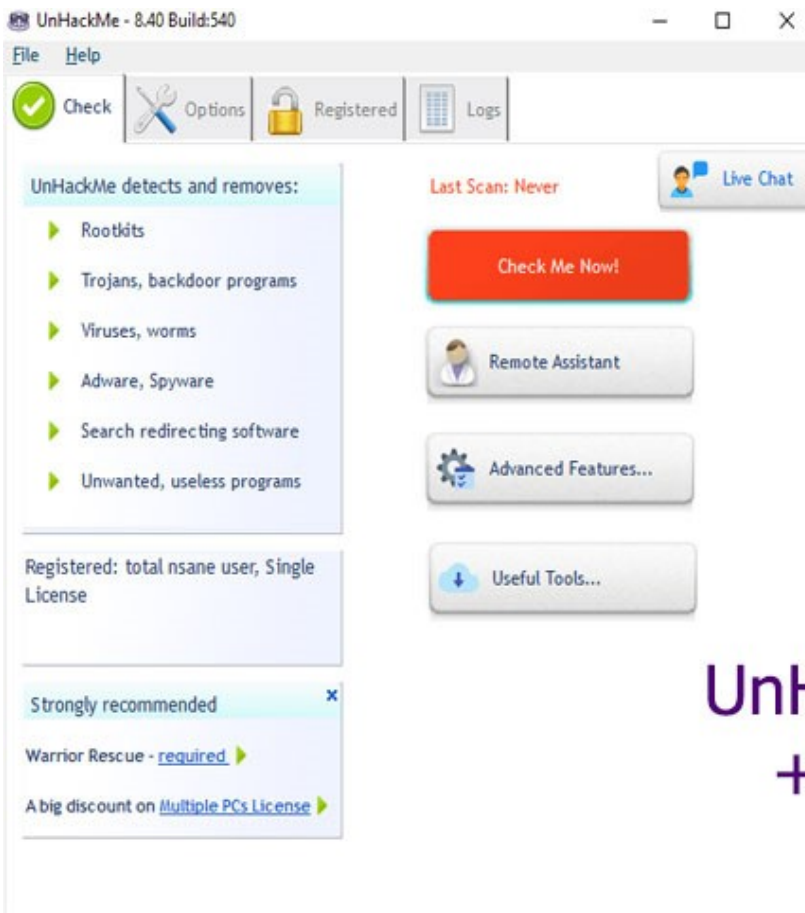 UnHackMe - 8.40 Build:540
File Help
Check Options Registered Logs
UnHackMe detects and removes:
Rootkits
Trojans, backdoor programs
Viruses, worms
Adware, Spyware
Search redirecting software
Unwanted, useless programs
Registered: total nsane user, Single
License
Strongly recommended
Warrior Rescue - required
A big discount on Multiple PCs License
Last Scan: Never
Live Chat
Check Me Now!
Remote Assistant
Advanced Features...
Useful Tools...
UnH
+